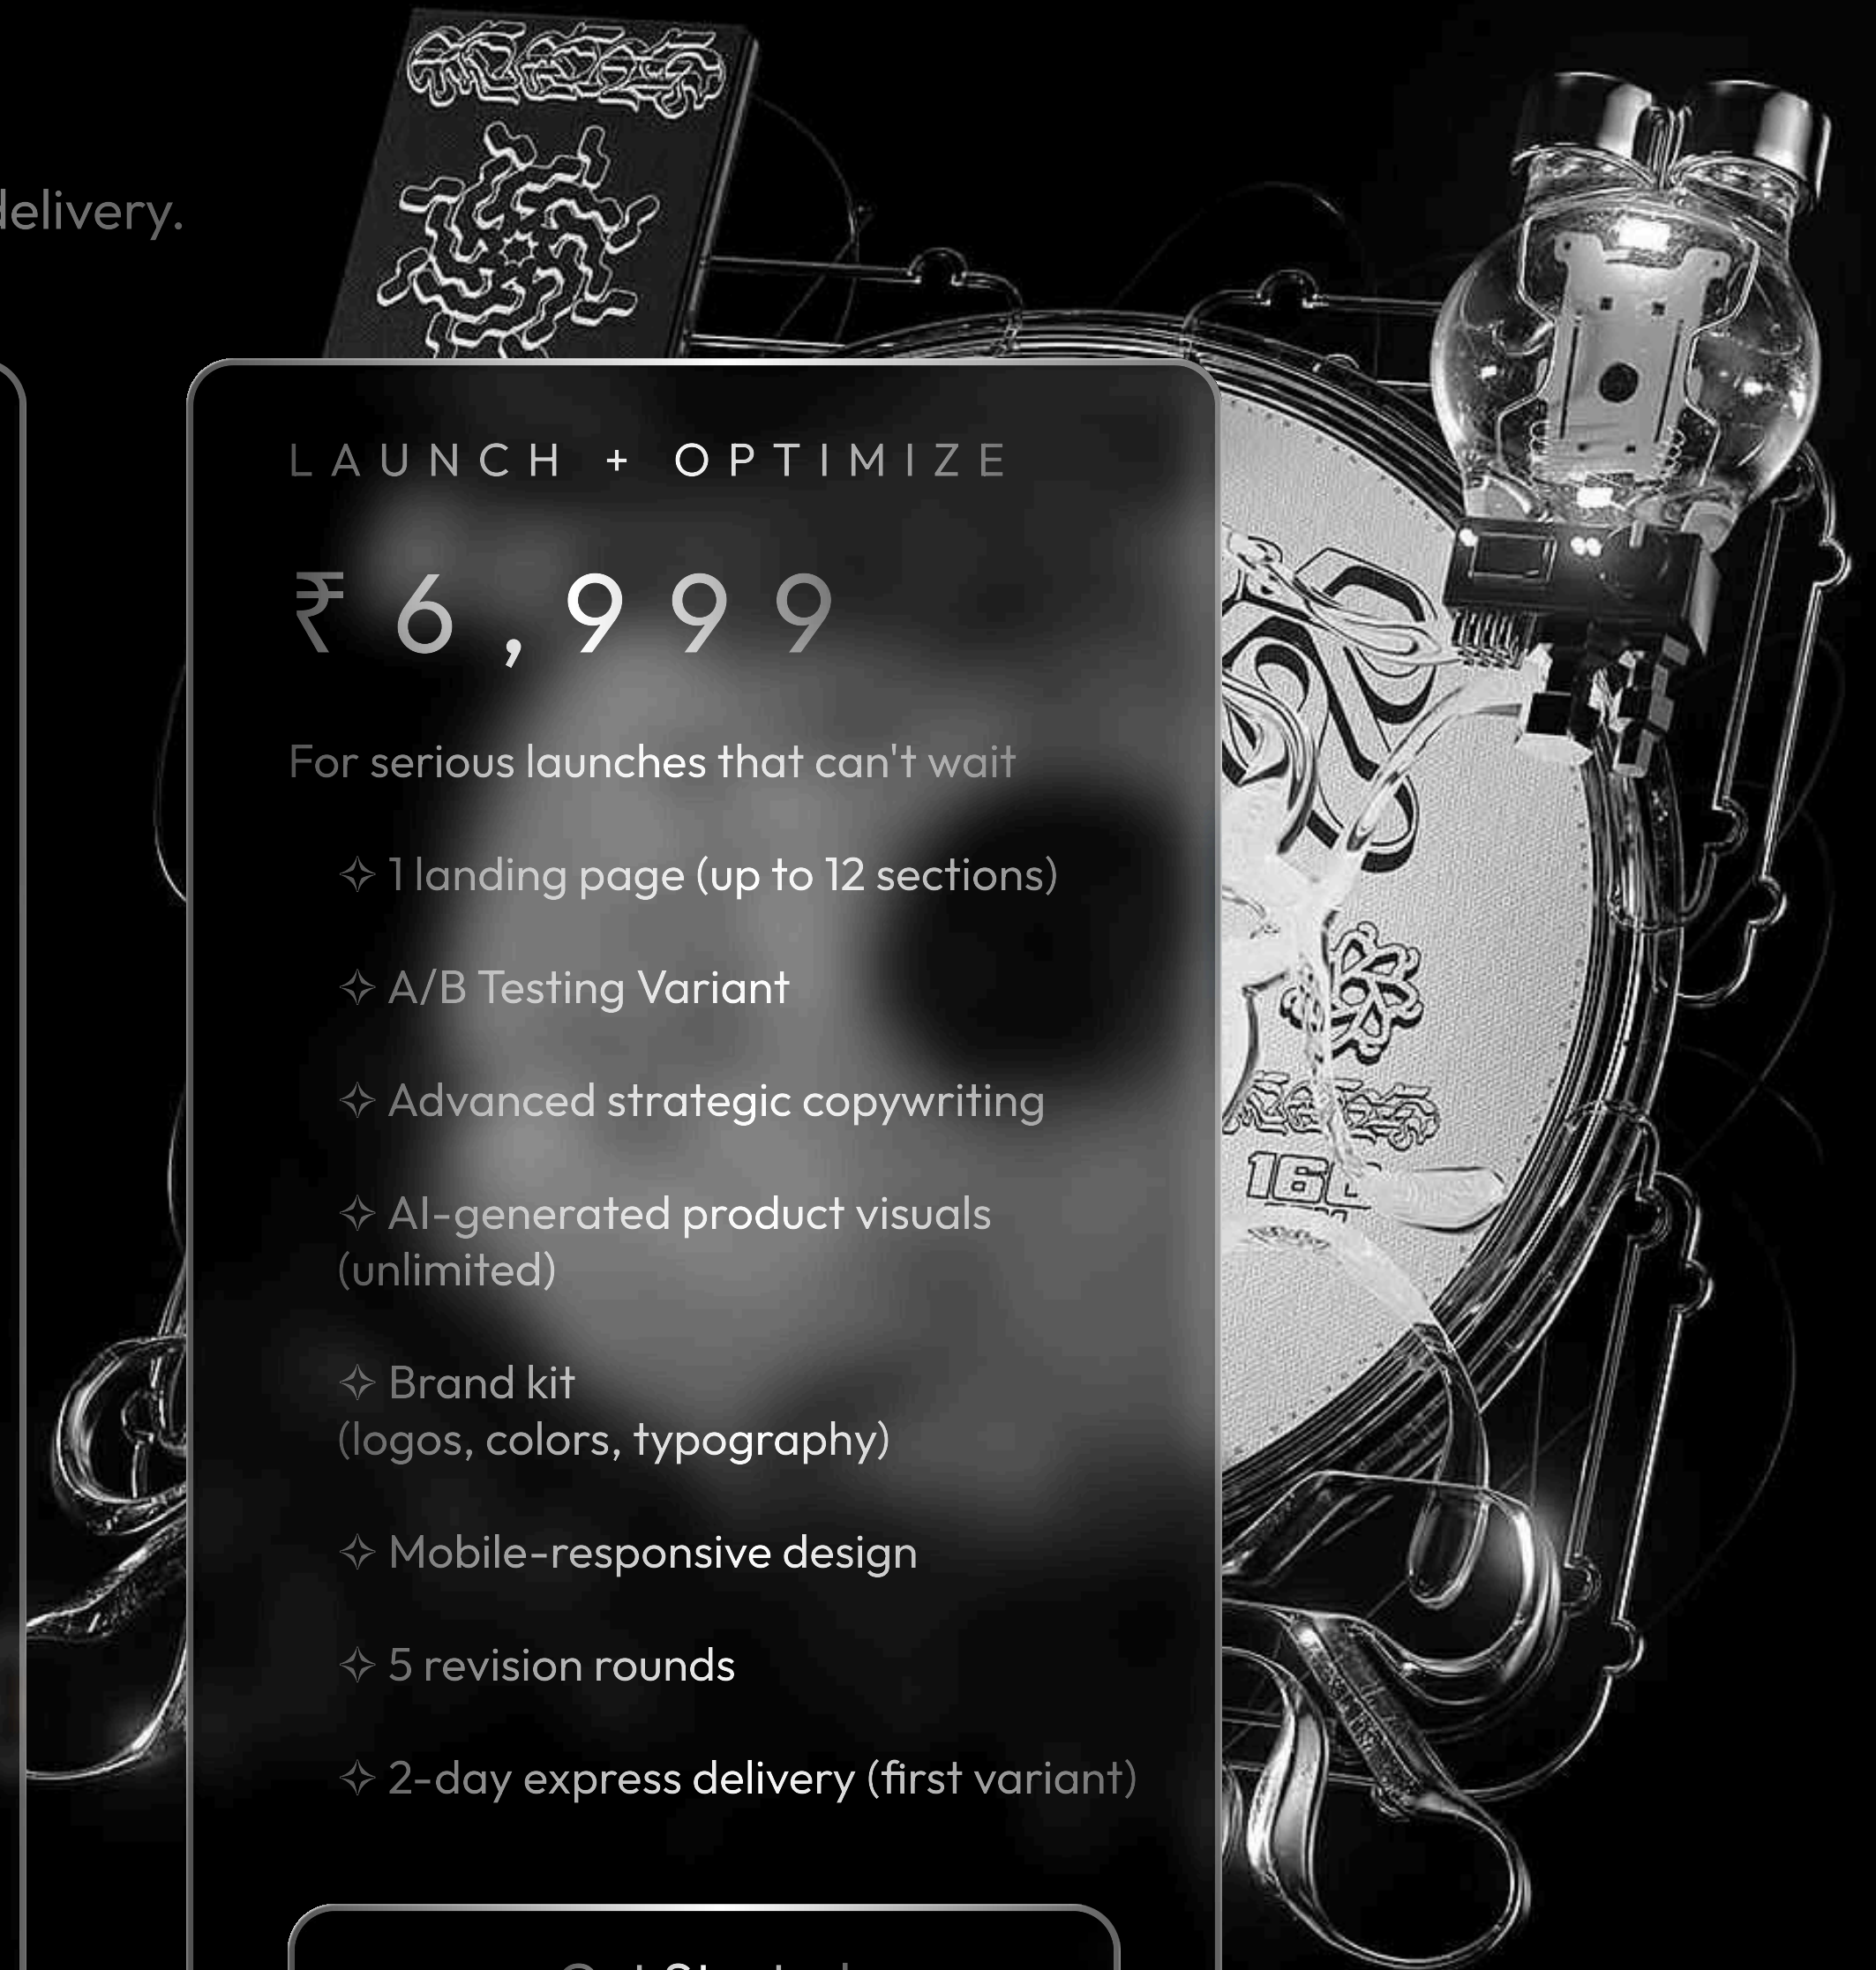 delivery.
LAUNCH + OPTIMIZE
₹6,999
For serious launches that can't wait
✧ 1 landing page (up to 12 sections)
✧ A/B Testing Variant
✧ Advanced strategic copywriting
✧ AI-generated product visuals
(unlimited)
✧ Brand kit
(logos, colors, typography)
✧ Mobile-responsive design
✧ 5 revision rounds
✧ 2-day express delivery (first variant)
Get Started